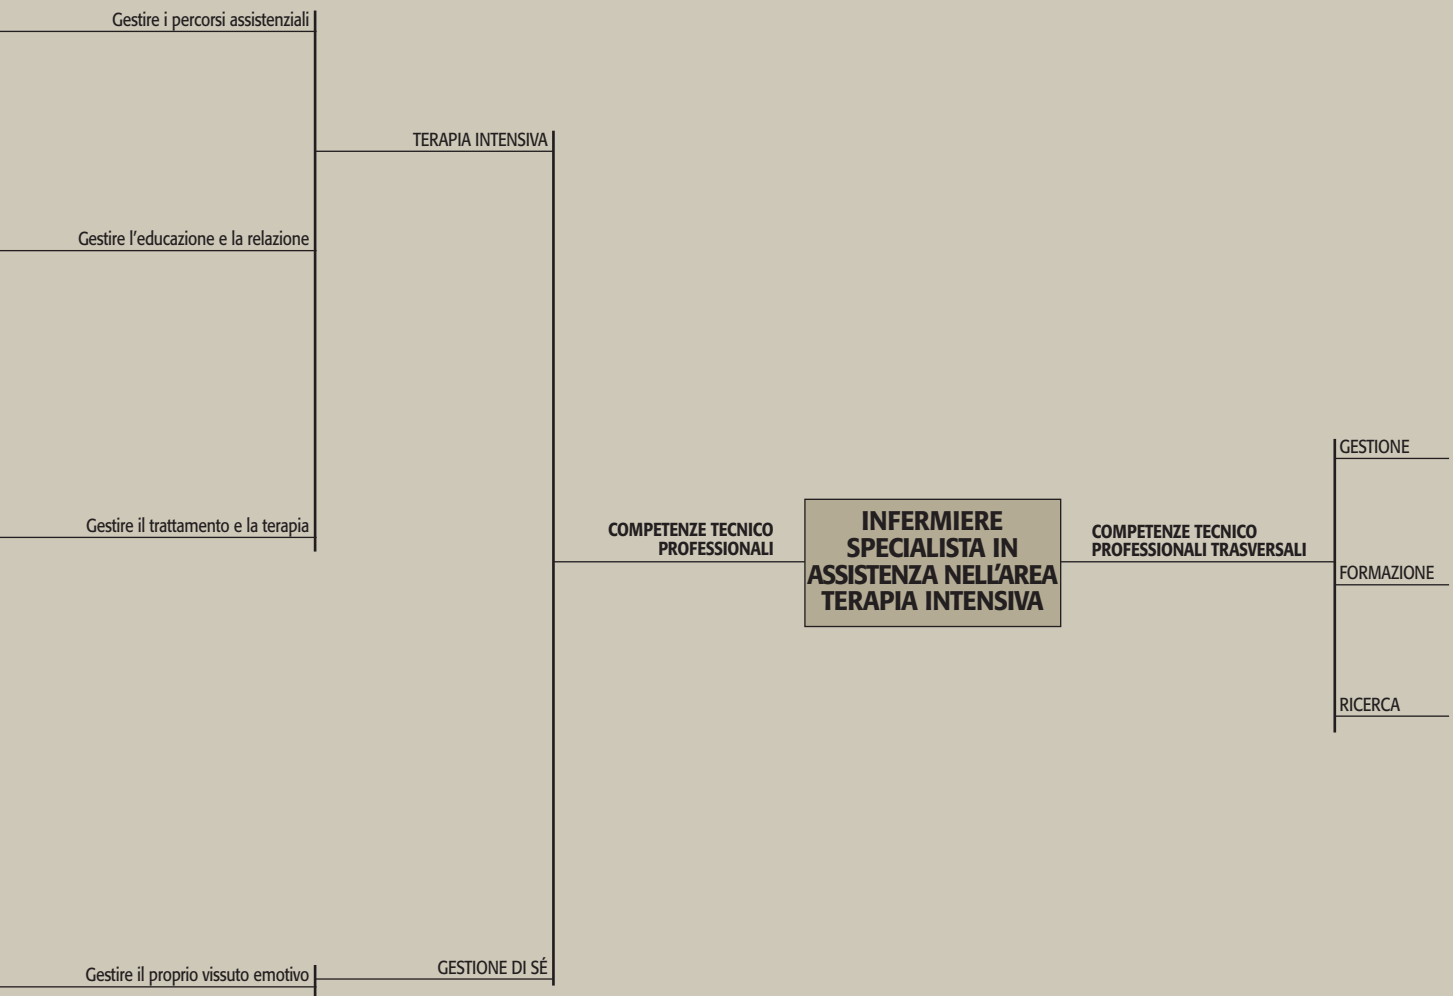 Gestire i percorsi assistenziali
TERAPIA INTENSIVA
Gestire l'educazione e la relazione
Gestire il trattamento e la terapia
COMPETENZE TECNICO
PROFESSIONALI
INFERMIERE
SPECIALISTA IN
ASSISTENZA NELL'AREA
TERAPIA INTENSIVA
COMPETENZE TECNICO
PROFESSIONALI TRASVERSALI
GESTIONE
FORMAZIONE
RICERCA
GESTIONE DI SÉ
Gestire il proprio vissuto emotivo